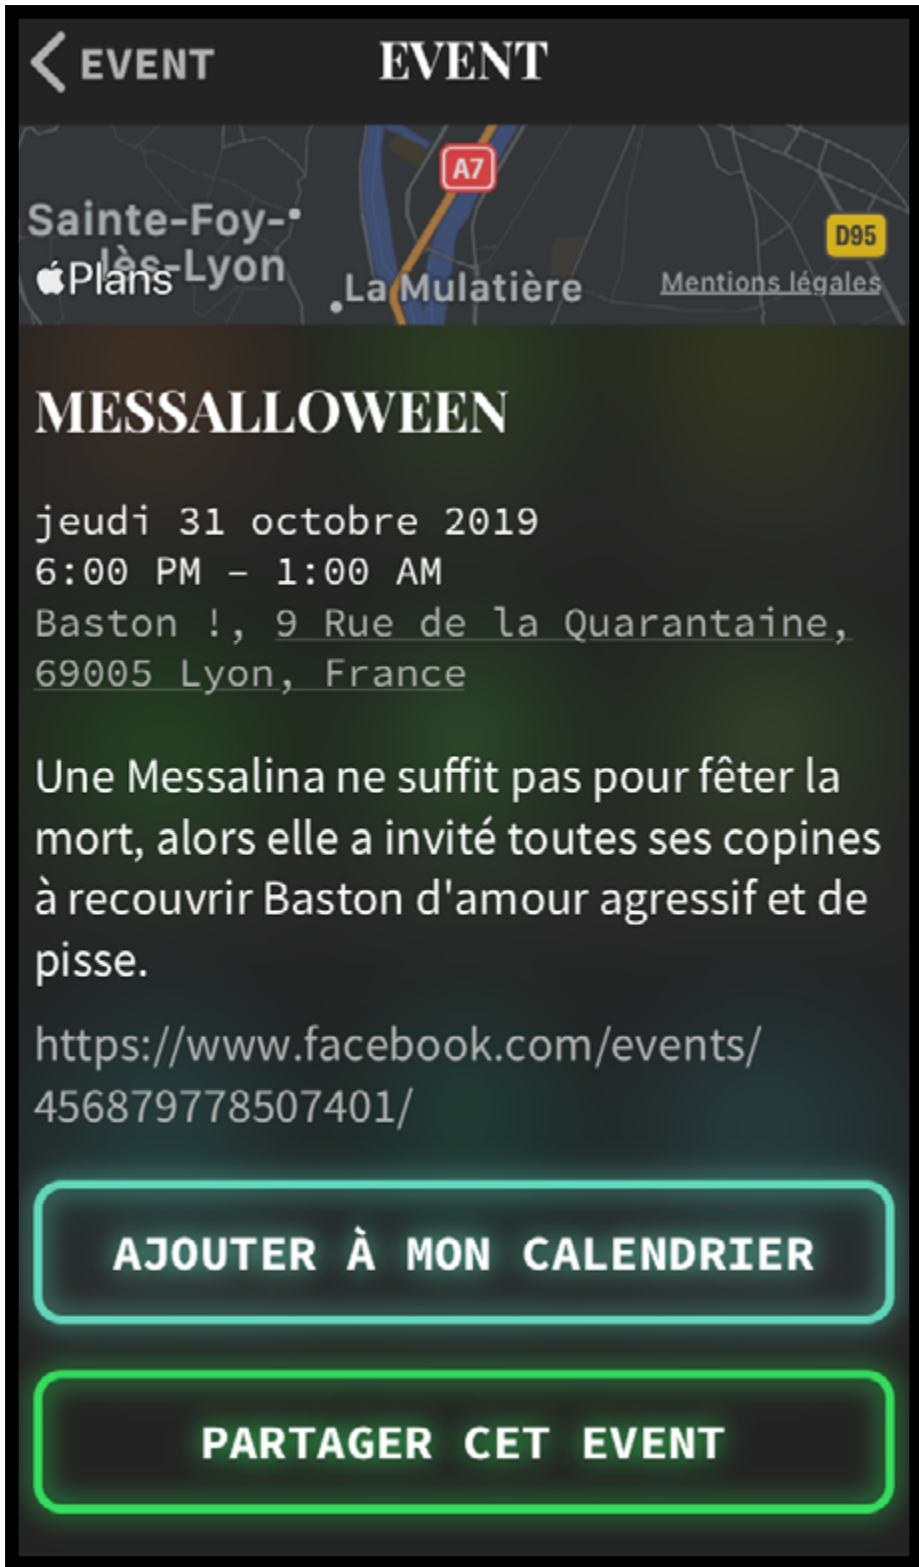 EVENT
EVENT
A7
Sainte-Foy-
lès-Lyon
D95
Plans
La Mulatière
Mentions légales
MESSALLOWEEN
jeudi 31 octobre 2019
6:00 PM – 1:00 AM
Baston !, 9 Rue de la Quarantaine,
69005 Lyon, France
Une Messalina ne suffit pas pour fêter la
mort, alors elle a invité toutes ses copines
à recouvrir Baston d'amour agressif et de
pisse.
https://www.facebook.com/events/
456879778507401/
AJOUTER À MON CALENDRIER
PARTAGER CET EVENT